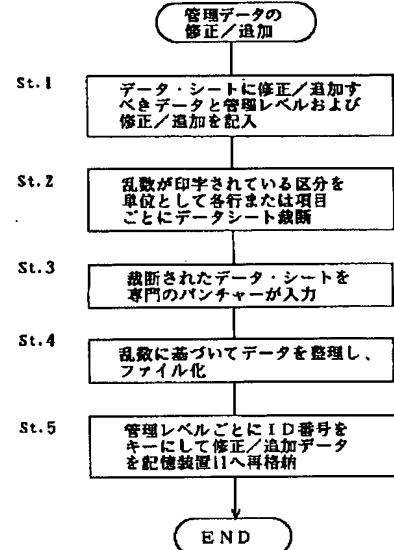 管理データの
修正／追加
St.1
データ・シートに修正／追加す
べきデータと管理レベルおよび
修正／追加を記入
St.2
乱数が印字されている区分を
単位として各行または項目
ごとにデータシート裁断
St.3
裁断されたデータ・シートを
専門のパンチャーが入力
St.4
乱数に基づいてデータを整理し、
ファイル化
St.5
管理レベルごとにID番号を
キーにして修正／追加データ
を記憶装置11へ再格納
END